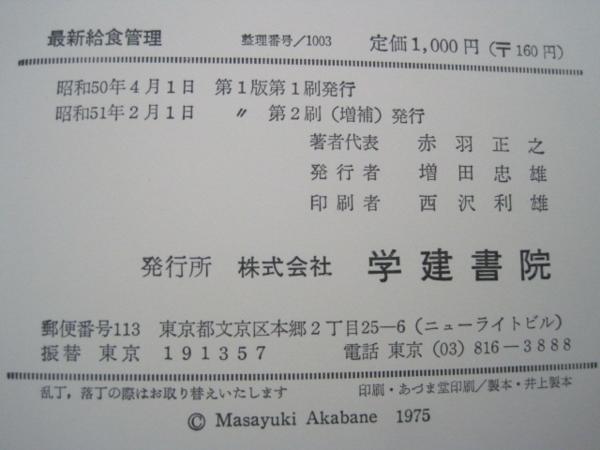 最新給食管理　整理番号/1003　定価1,000円（〒160円）
昭和50年4月1日　第1版第1刷発行
昭和51年2月1日　〃　第2刷（増補）発行
著者代表　赤羽正之
発行者　増田忠雄
印刷者　西沢利雄
発行所　株式会社　学建書院
郵便番号113　東京都文京区本郷2丁目25―6（ニューライトビル）
振替　東京　191357　電話　東京（03）816―3888
乱丁，落丁の際はお取り替えいたします　印刷・あづま堂印刷／製本・井上製本
© Masayuki Akabane 1975